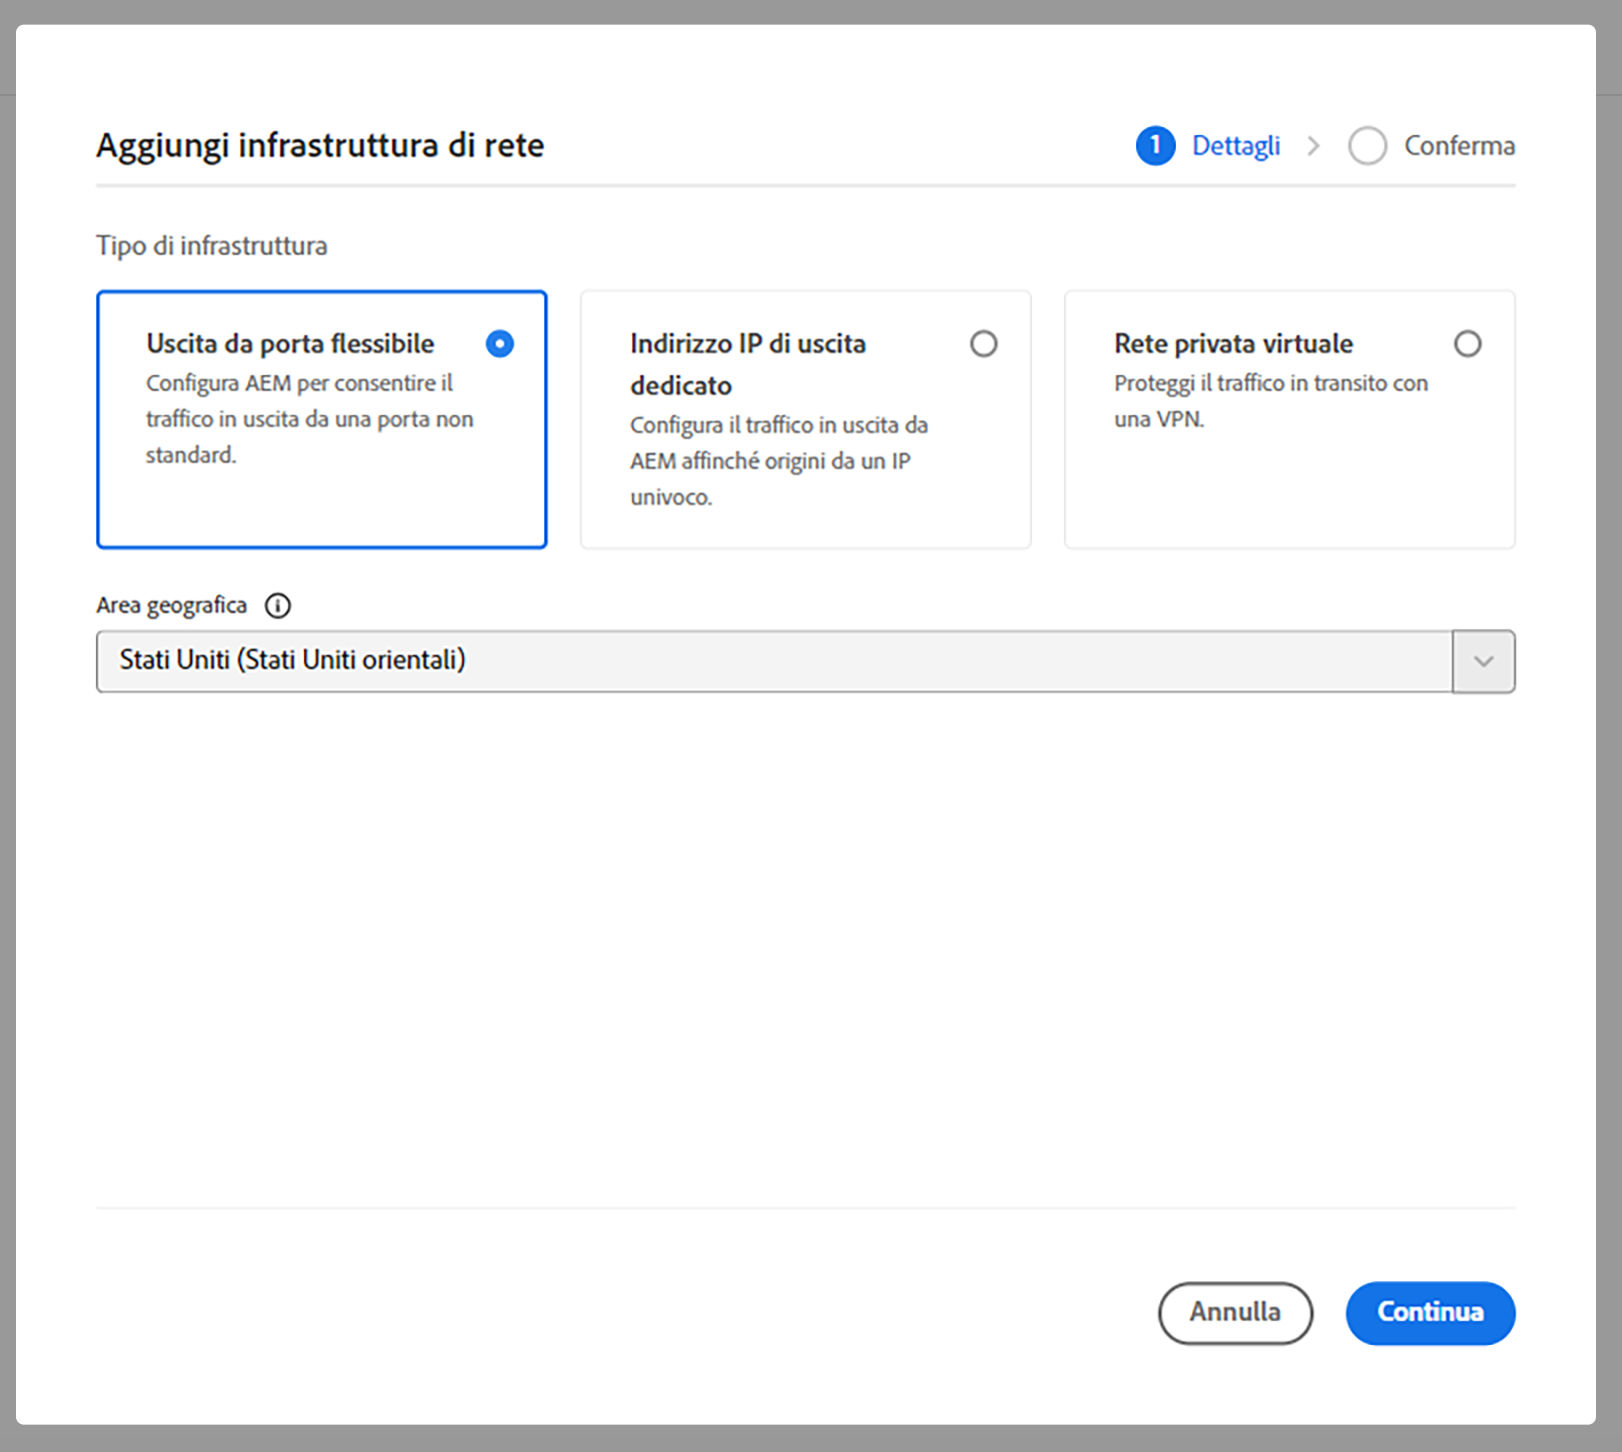 Aggiungi infrastruttura di rete
1 Dettagli Conferma
Tipo di infrastruttura
Uscita da porta flessibile
Configura AEM per consentire il
traffico in uscita da una porta non
standard.
Indirizzo IP di uscita
dedicato
Configura il traffico in uscita da
AEM affinché origini da un IP
univoco.
Rete privata virtuale
Proteggi il traffico in transito con
una VPN.
Area geografica
Stati Uniti (Stati Uniti orientali)
Annulla Continua